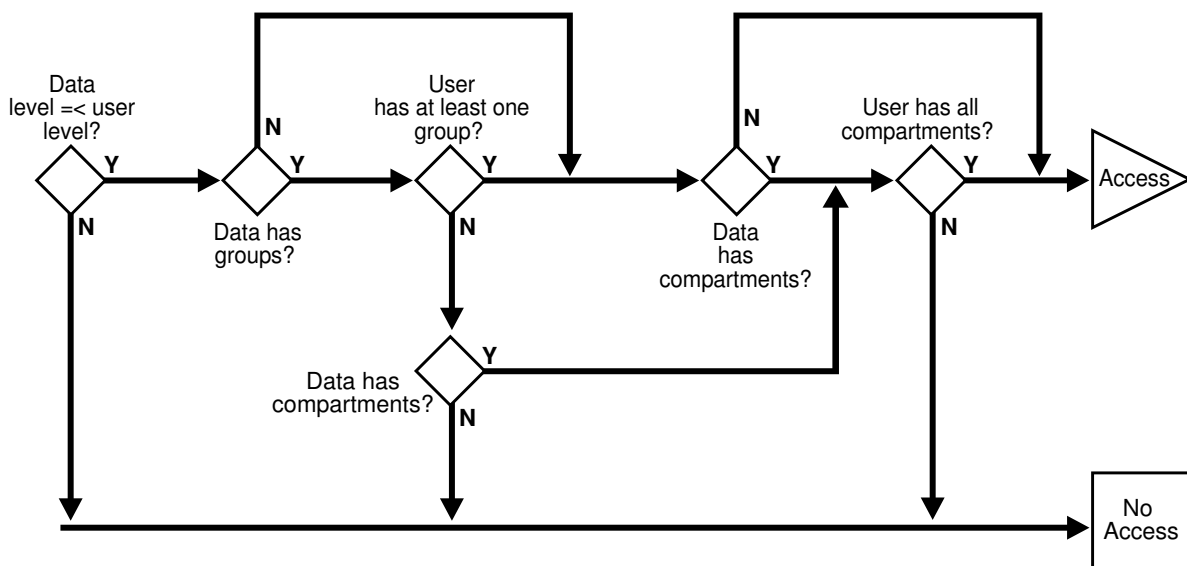 Data
level =< user
level?
Y
N
N
Y
Data has
groups?
User
has at least one
group?
Y
N
Data has
compartments?
Y
N
N
Y
Data
has
compartments?
User has all
compartments?
Y
N
Access
No
Access